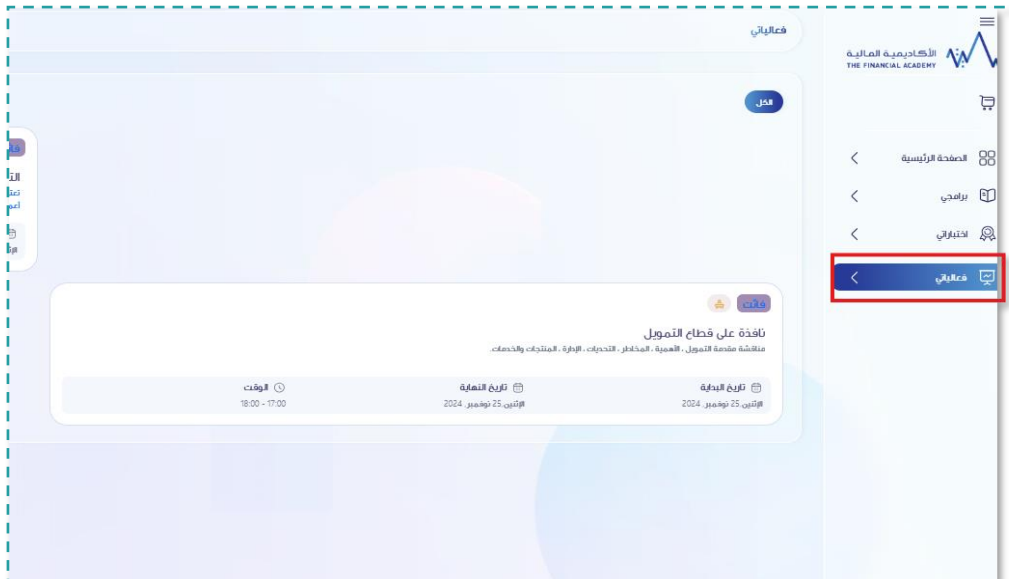 فعالياتي
الأكاديمية المالية
THE FINANCIAL ACADEMY
الكل
الصفحة الرئيسية
برامجي
اختباراتي
فعالياتي
فائت
نافذة على قطاع التمويل
مناقشة مقدمة التمويل ، الأهمية ، المخاطر ، التحديات ، الإدارة ، المنتجات والخدمات.
تاريخ البداية
الإثنين, 25 نوفمبر, 2024
تاريخ النهاية
الإثنين, 25 نوفمبر, 2024
الوقت
18:00 - 17:00